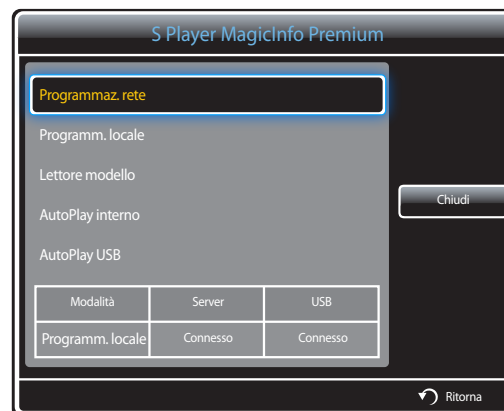 S Player MagicInfo Premium
Programmaz. rete
Programm. locale
Lettore modello
AutoPlay interno
AutoPlay USB
Chiudi
Modalità Server USB
Programm. locale Connesso Connesso
Ritorna